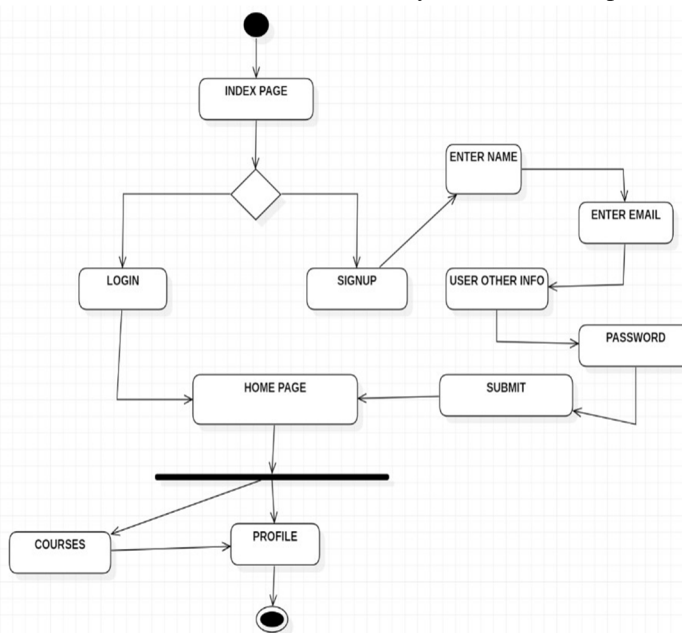 INDEX PAGE
ENTER NAME
ENTER EMAIL
LOGIN
SIGNUP
USER OTHER INFO
PASSWORD
HOME PAGE
SUBMIT
COURSES
PROFILE